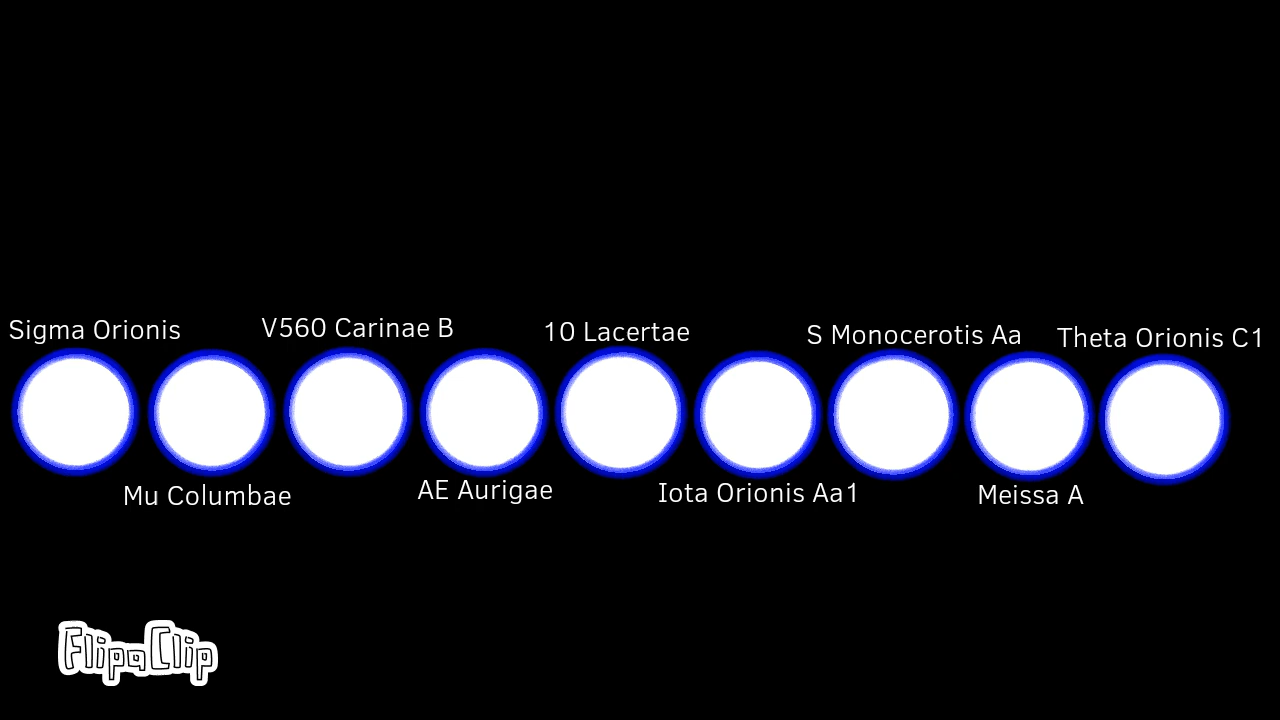 Sigma Orionis
V560 Carinae B
10 Lacertae
S Monocerotis Aa
Theta Orionis C1
Mu Columbae
AE Aurigae
Iota Orionis Aa1
Meissa A
FlipaClip